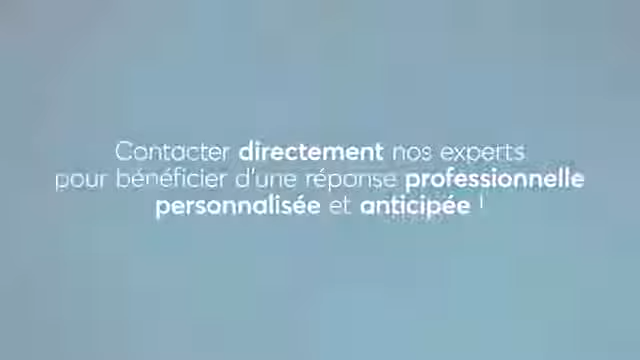 Contacter directement nos experts
pour bénéficier d'une réponse professionnelle
personnalisée et anticipée !